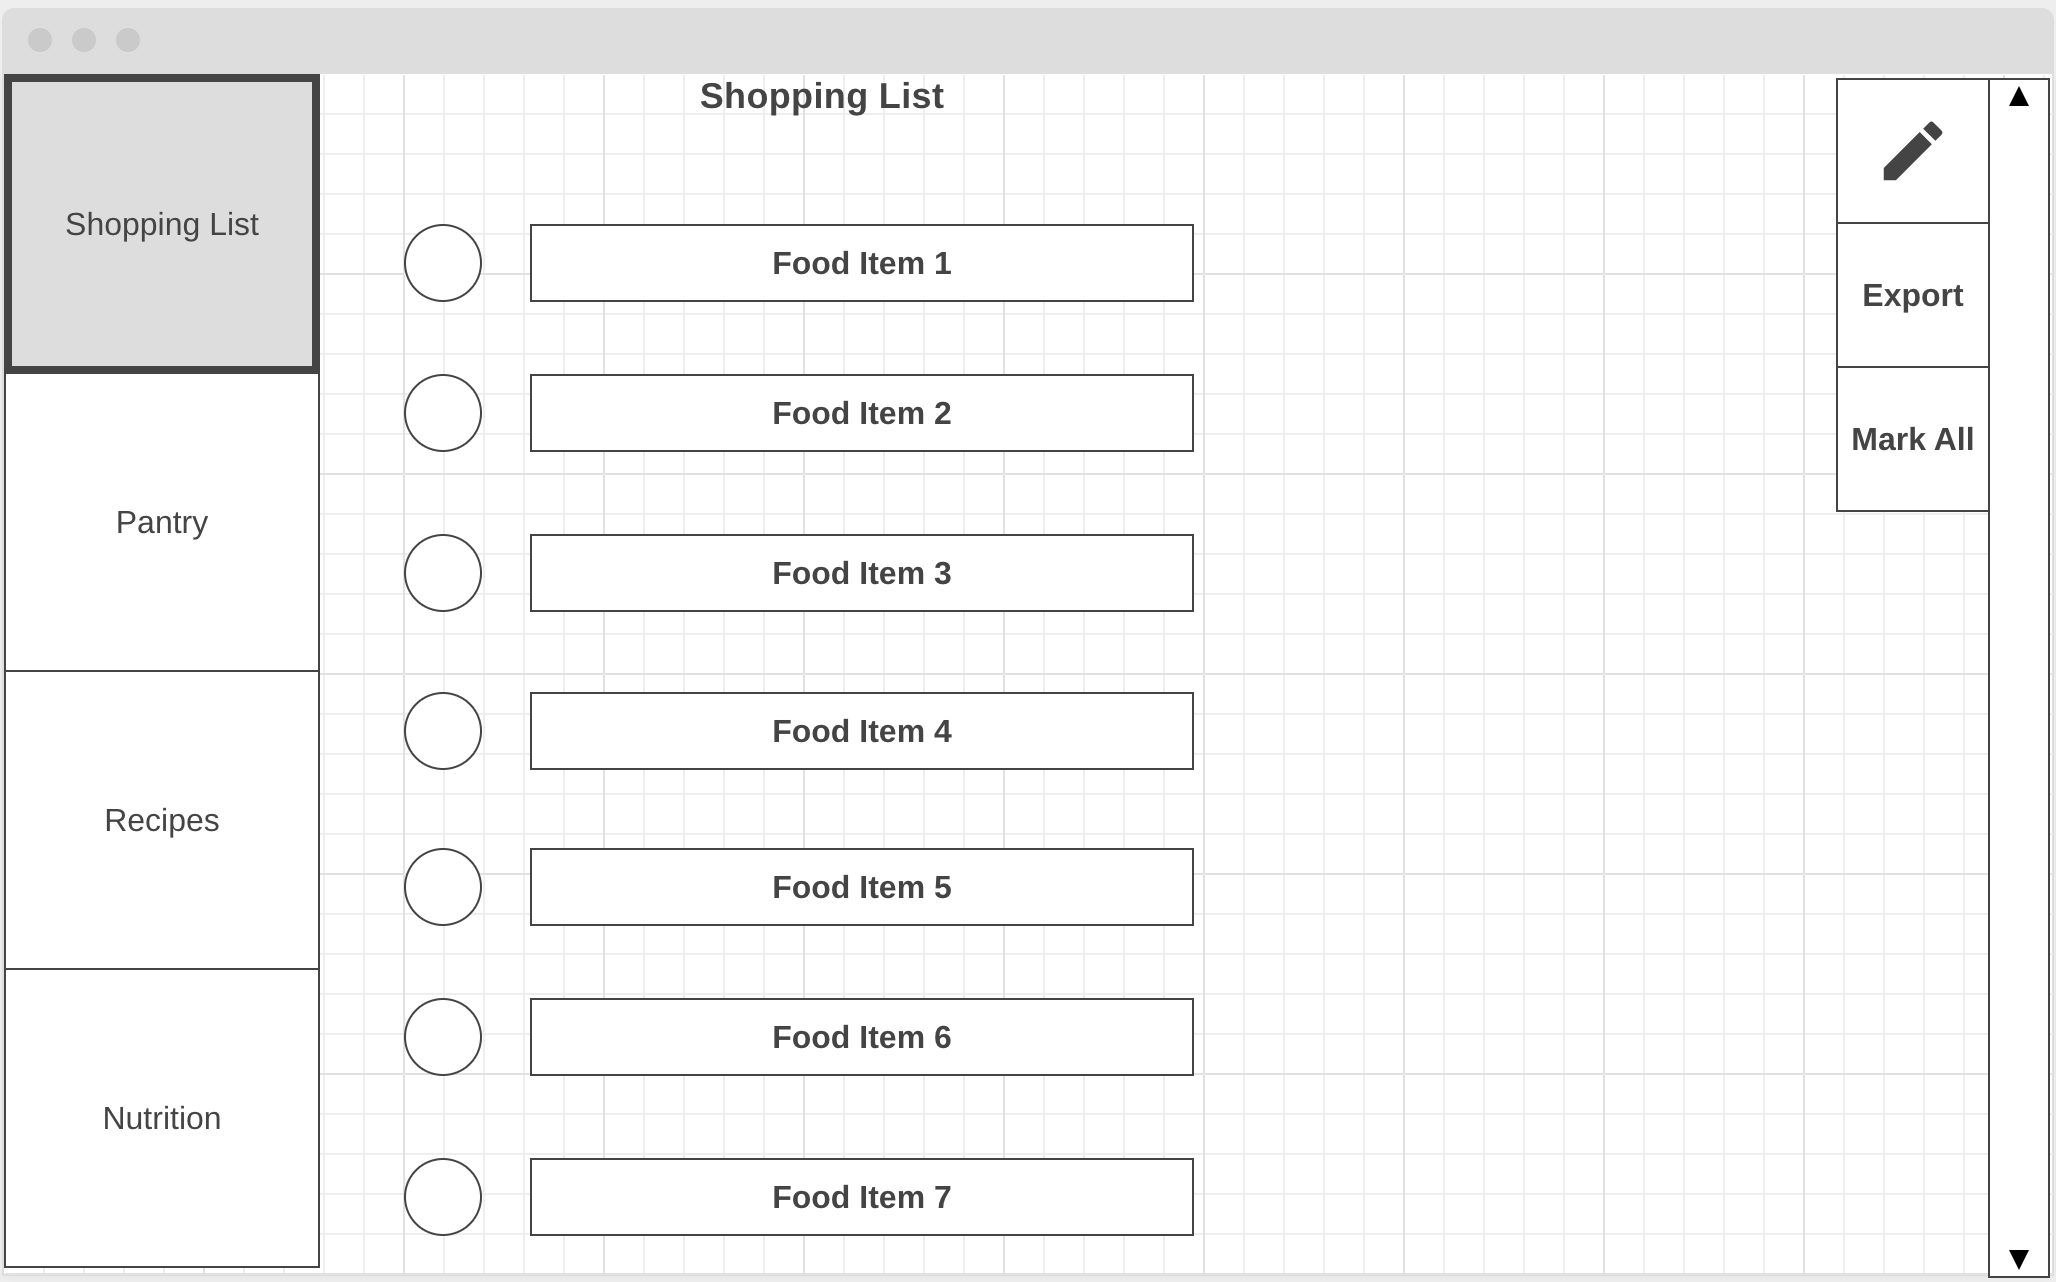 Shopping List
Pantry
Recipes
Nutrition
Shopping List
Food Item 1
Food Item 2
Food Item 3
Food Item 4
Food Item 5
Food Item 6
Food Item 7
Export
Mark All